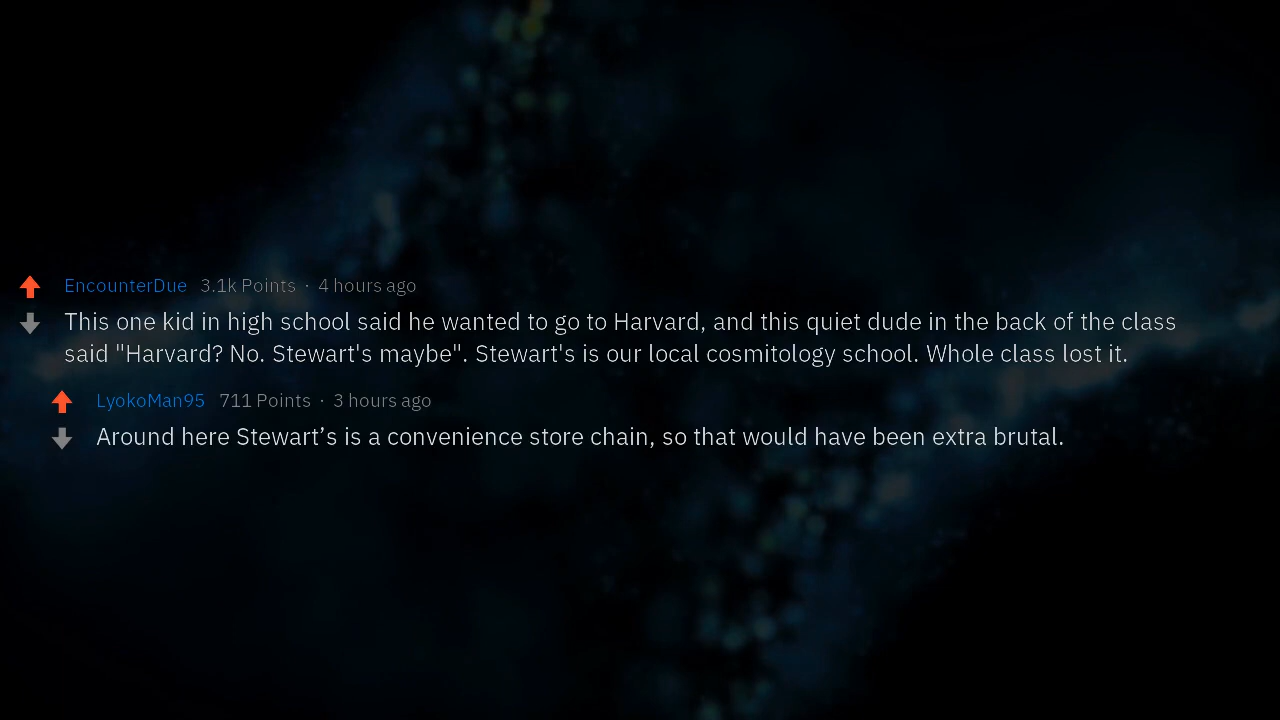 EncounterDue 3.1k Points · 4 hours ago
This one kid in high school said he wanted to go to Harvard, and this quiet dude in the back of the class
said "Harvard? No. Stewart's maybe". Stewart's is our local cosmitology school. Whole class lost it.
LyokoMan95 711 Points · 3 hours ago
Around here Stewart’s is a convenience store chain, so that would have been extra brutal.